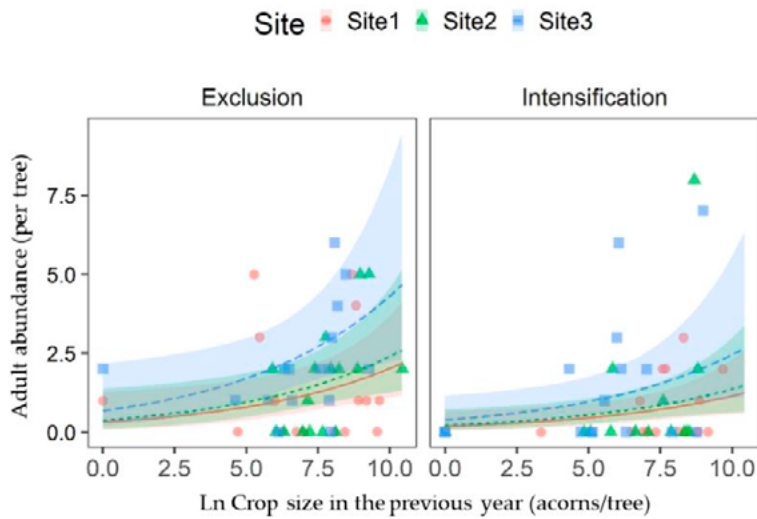 Site Site1 Site2 Site3
Exclusion Intensification
Adult abundance (per tree)
7.5
5.0
2.5
0.0
0.0 2.5 5.0 7.5 10.0 0.0 2.5 5.0 7.5 10.0
Ln Crop size in the previous year (acorns/tree)